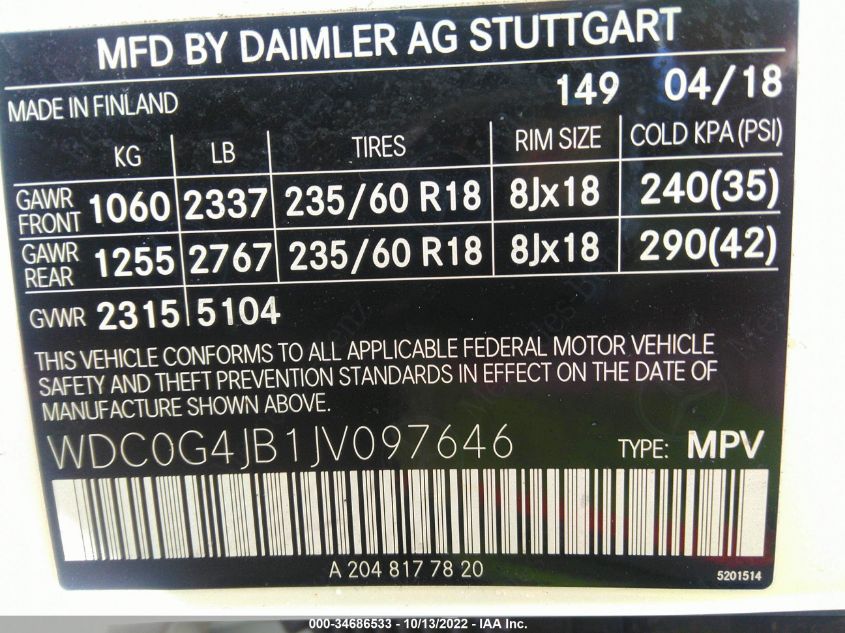 MFD BY DAIMLER AG STUTTGART
MADE IN FINLAND 149 04/18
KG LB TIRES RIM SIZE COLD KPA (PSI)
GAWR FRONT 1060 2337 235/60 R18 8Jx18 240(35)
GAWR REAR 1255 2767 235/60 R18 8Jx18 290(42)
GVWR 2315 5104
THIS VEHICLE CONFORMS TO ALL APPLICABLE FEDERAL MOTOR VEHICLE
SAFETY AND THEFT PREVENTION STANDARDS IN EFFECT ON THE DATE OF
MANUFACTURE SHOWN ABOVE.
WDC0G4JB1JV097646 TYPE: MPV
A 204 817 78 20
5201514
000-34686533 - 10/13/2022 - IAA Inc.